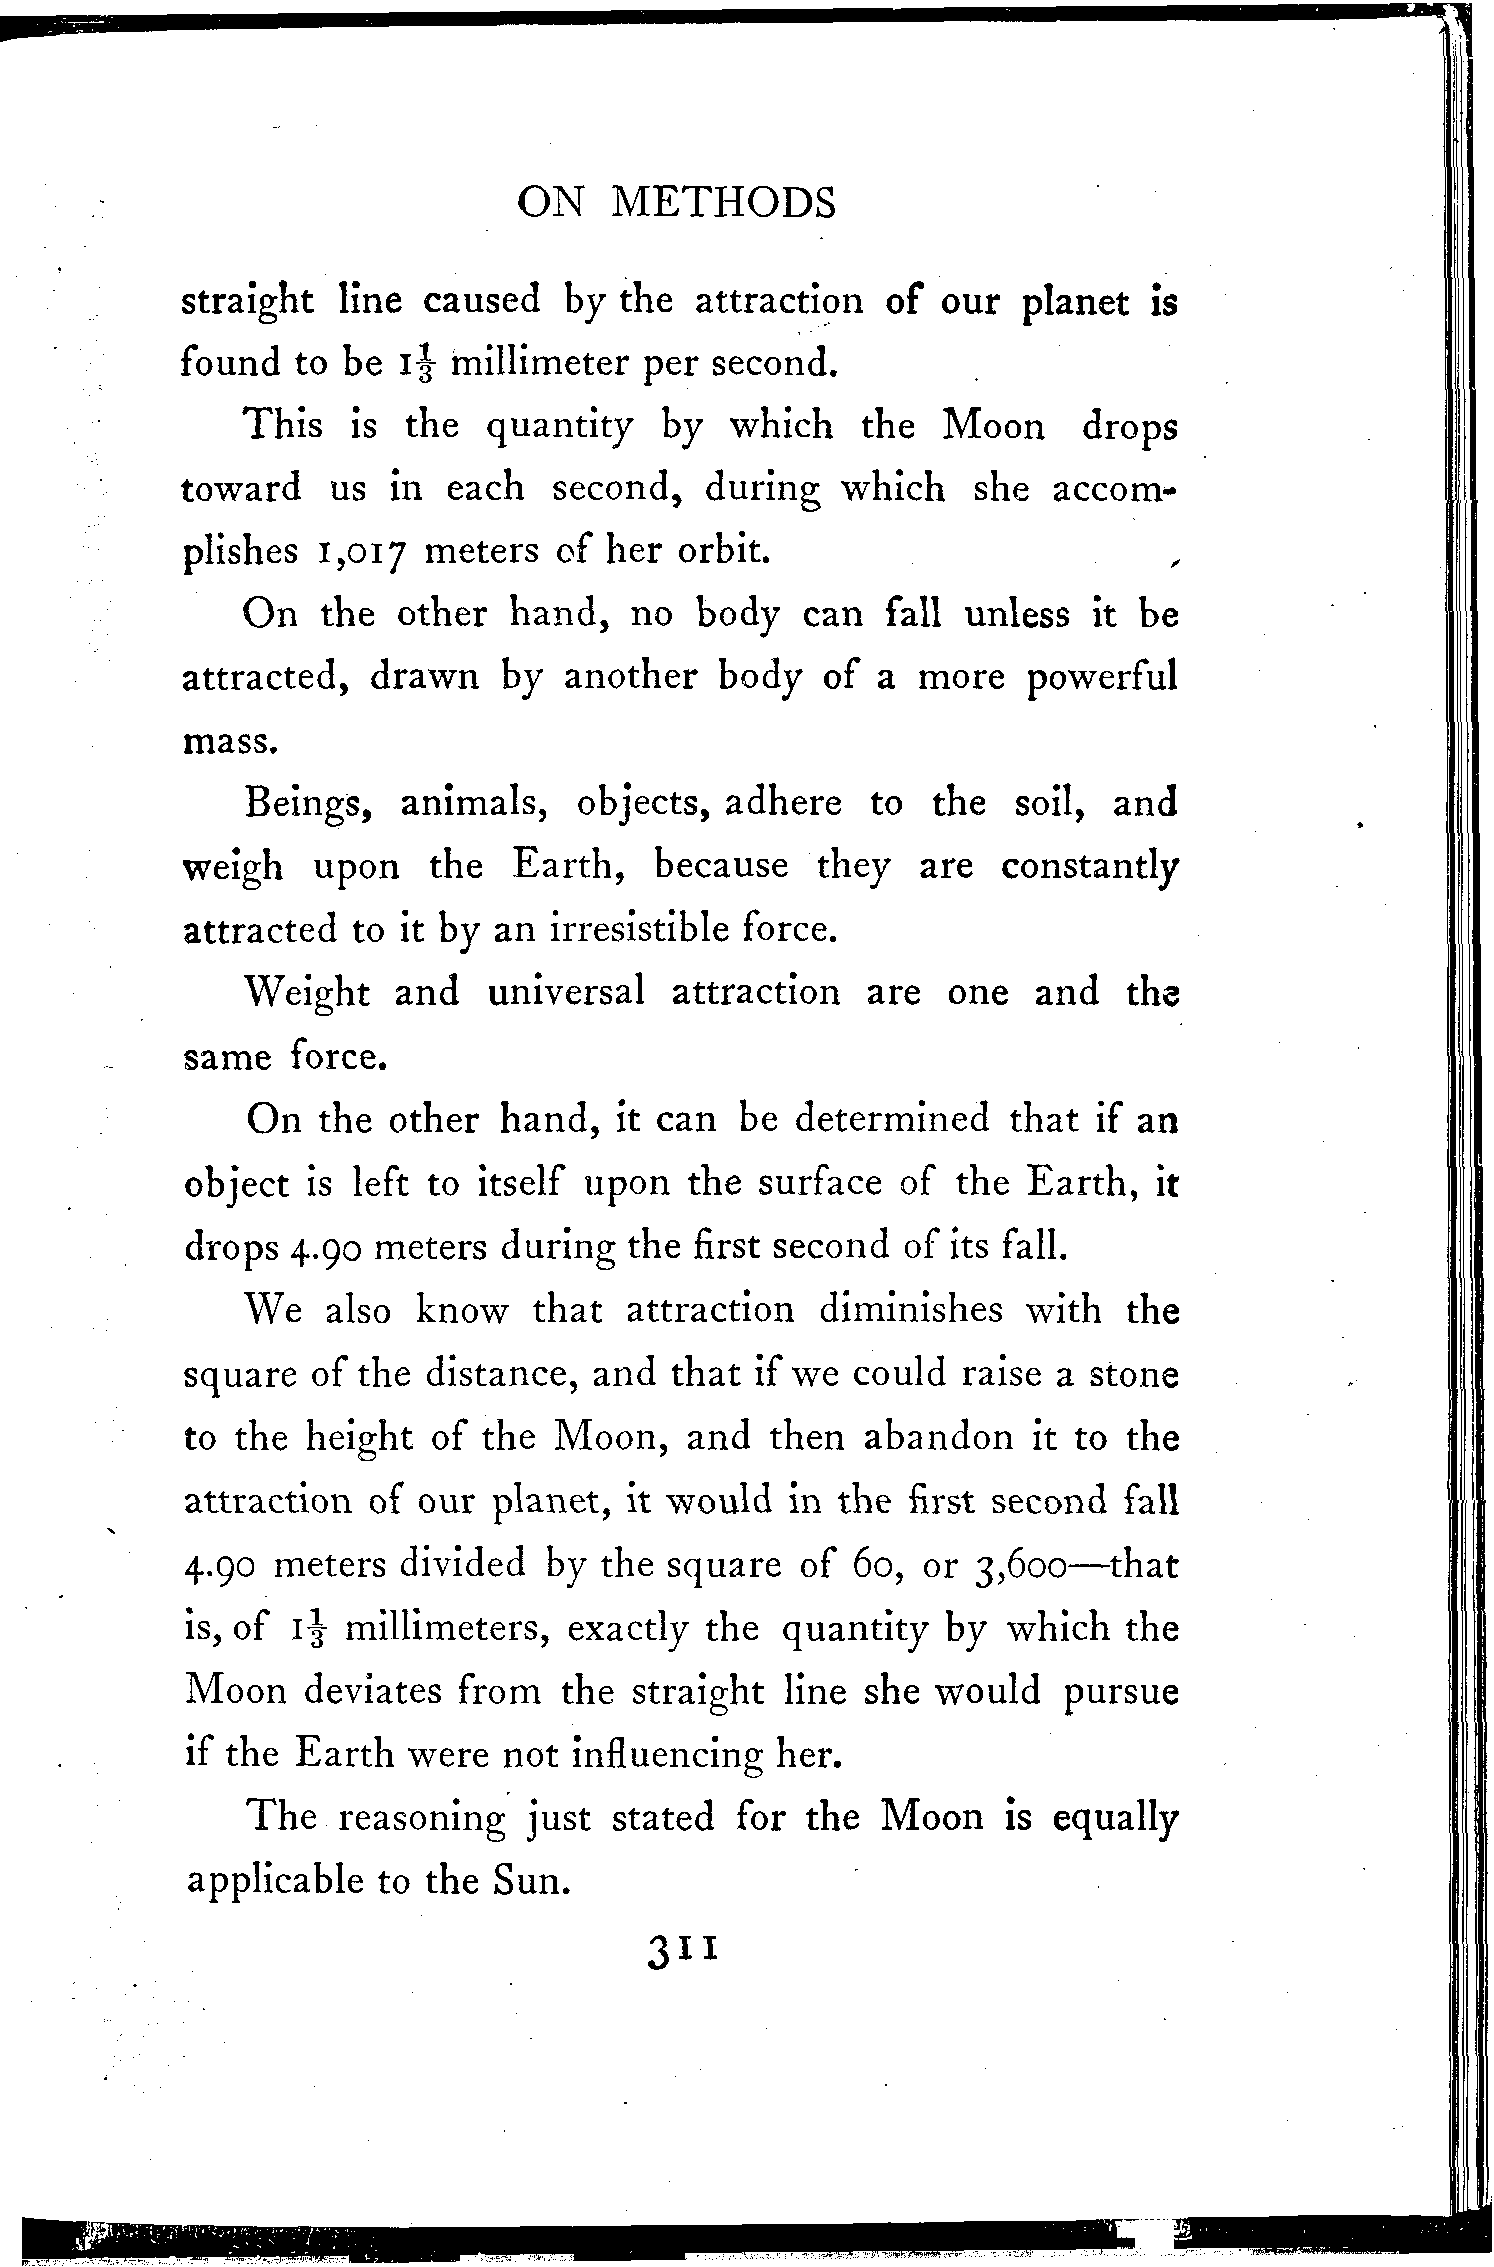 ON METHODS
straight line caused by the attraction of our planet is
found to be 1⅓ millimeter per second.
This is the quantity by which the Moon drops
toward us in each second, during which she accom-
plishes 1,017 meters of her orbit.
On the other hand, no body can fall unless it be
attracted, drawn by another body of a more powerful
mass.
Beings, animals, objects, adhere to the soil, and
weigh upon the Earth, because they are constantly
attracted to it by an irresistible force.
Weight and universal attraction are one and the
same force.
On the other hand, it can be determined that if an
object is left to itself upon the surface of the Earth, it
drops 4.90 meters during the first second of its fall.
We also know that attraction diminishes with the
square of the distance, and that if we could raise a stone
to the height of the Moon, and then abandon it to the
attraction of our planet, it would in the first second fall
4.90 meters divided by the square of 60, or 3,600—that
is, of 1⅓ millimeters, exactly the quantity by which the
Moon deviates from the straight line she would pursue
if the Earth were not influencing her.
The reasoning just stated for the Moon is equally
applicable to the Sun.
311